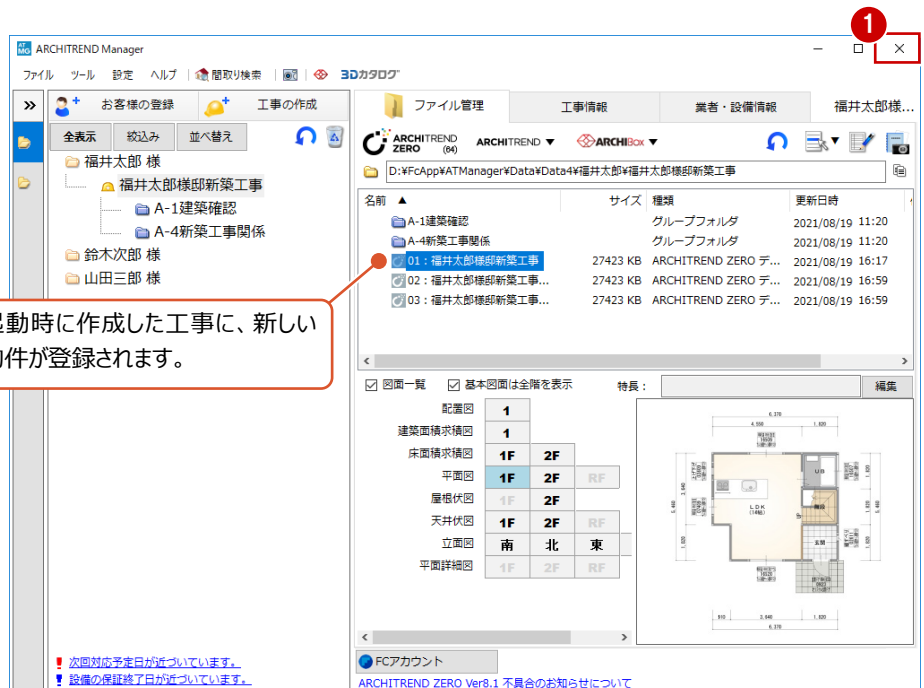 1
ARCHITREND Manager
ファイル ツール 設定 ヘルプ 間取り検索 3Dカタログ
お客様の登録 工事の作成
ファイル管理 工事情報 業者・設備情報 福井太郎様...
全表示 絞込み 並べ替え
ARCHITREND ZERO (64) ARCHITREND ▼ ARCHIBox ▼
福井太郎 様
福井太郎様邸新築工事
A-1建築確認
A-4新築工事関係
鈴木次郎 様
山田三郎 様
D:¥FcApp¥ATManager¥Data¥Data4¥福井太郎¥福井太郎様邸新築工事
名前 ▲ サイズ 種類 更新日時
A-1建築確認 グループフォルダ 2021/08/19 11:20
A-4新築工事関係 グループフォルダ 2021/08/19 11:20
01：福井太郎様邸新築工事 27423 KB ARCHITREND ZERO デ... 2021/08/19 16:17
02：福井太郎様邸新築工事... 27423 KB ARCHITREND ZERO デ... 2021/08/19 16:59
03：福井太郎様邸新築工事... 27423 KB ARCHITREND ZERO デ... 2021/08/19 16:59
起動時に作成した工事に、新しい
物件が登録されます。
図面一覧 基本図面は全階を表示 特長： 編集
配置図 1
建築面積求積図 1
床面積求積図 1F 2F
平面図 1F 2F RF
屋根伏図 1F 2F
天井伏図 1F 2F RF
立面図 南 北 東
平面詳細図 1F 2F RF
6,370
4,550 1,820
UB
LDK
階段
玄関
910 3,640 1,820
6,370
次回対応予定日が近づいています。
設備の保証終了日が近づいています。
FCアカウント
ARCHITREND ZERO Ver8.1 不具合のお知らせについて